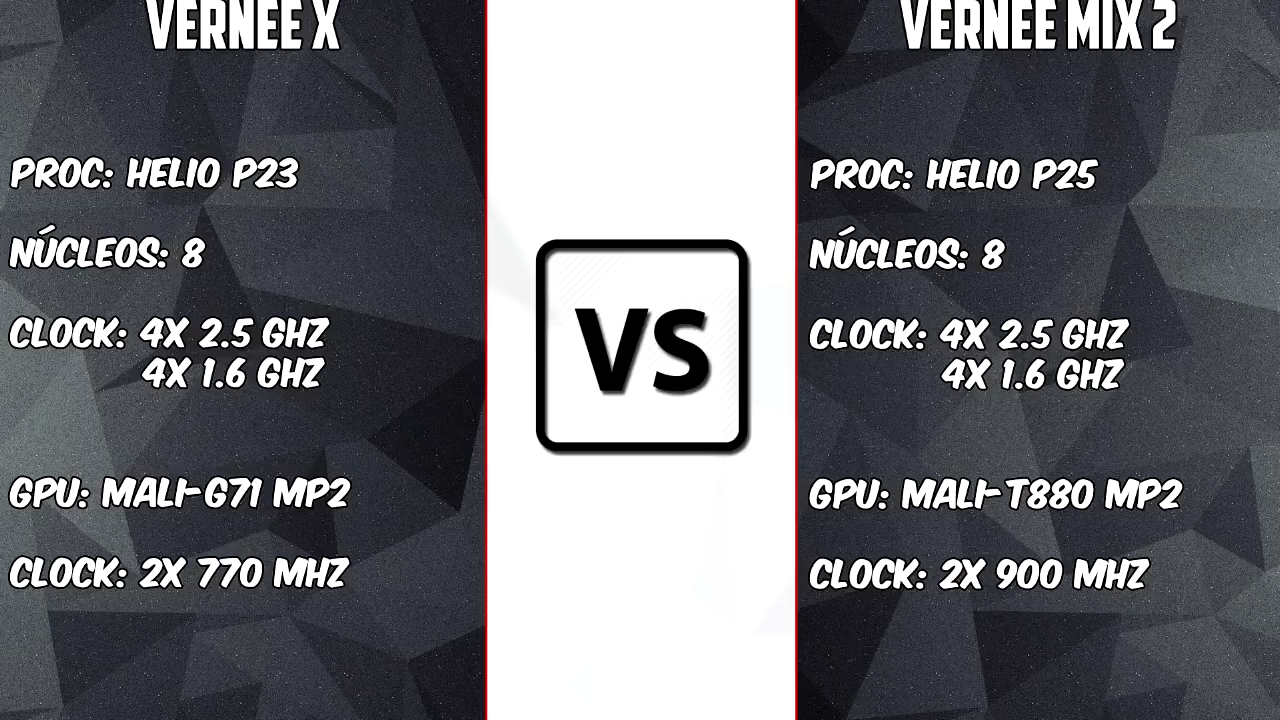 VERNEE X
PROC: HELIO P23
NÚCLEOS: 8
CLOCK: 4X 2.5 GHZ
4X 1.6 GHZ
GPU: MALI-G71 MP2
CLOCK: 2X 770 MHZ
VS
VERNEE MIX 2
PROC: HELIO P25
NÚCLEOS: 8
CLOCK: 4X 2.5 GHZ
4X 1.6 GHZ
GPU: MALI-T880 MP2
CLOCK: 2X 900 MHZ